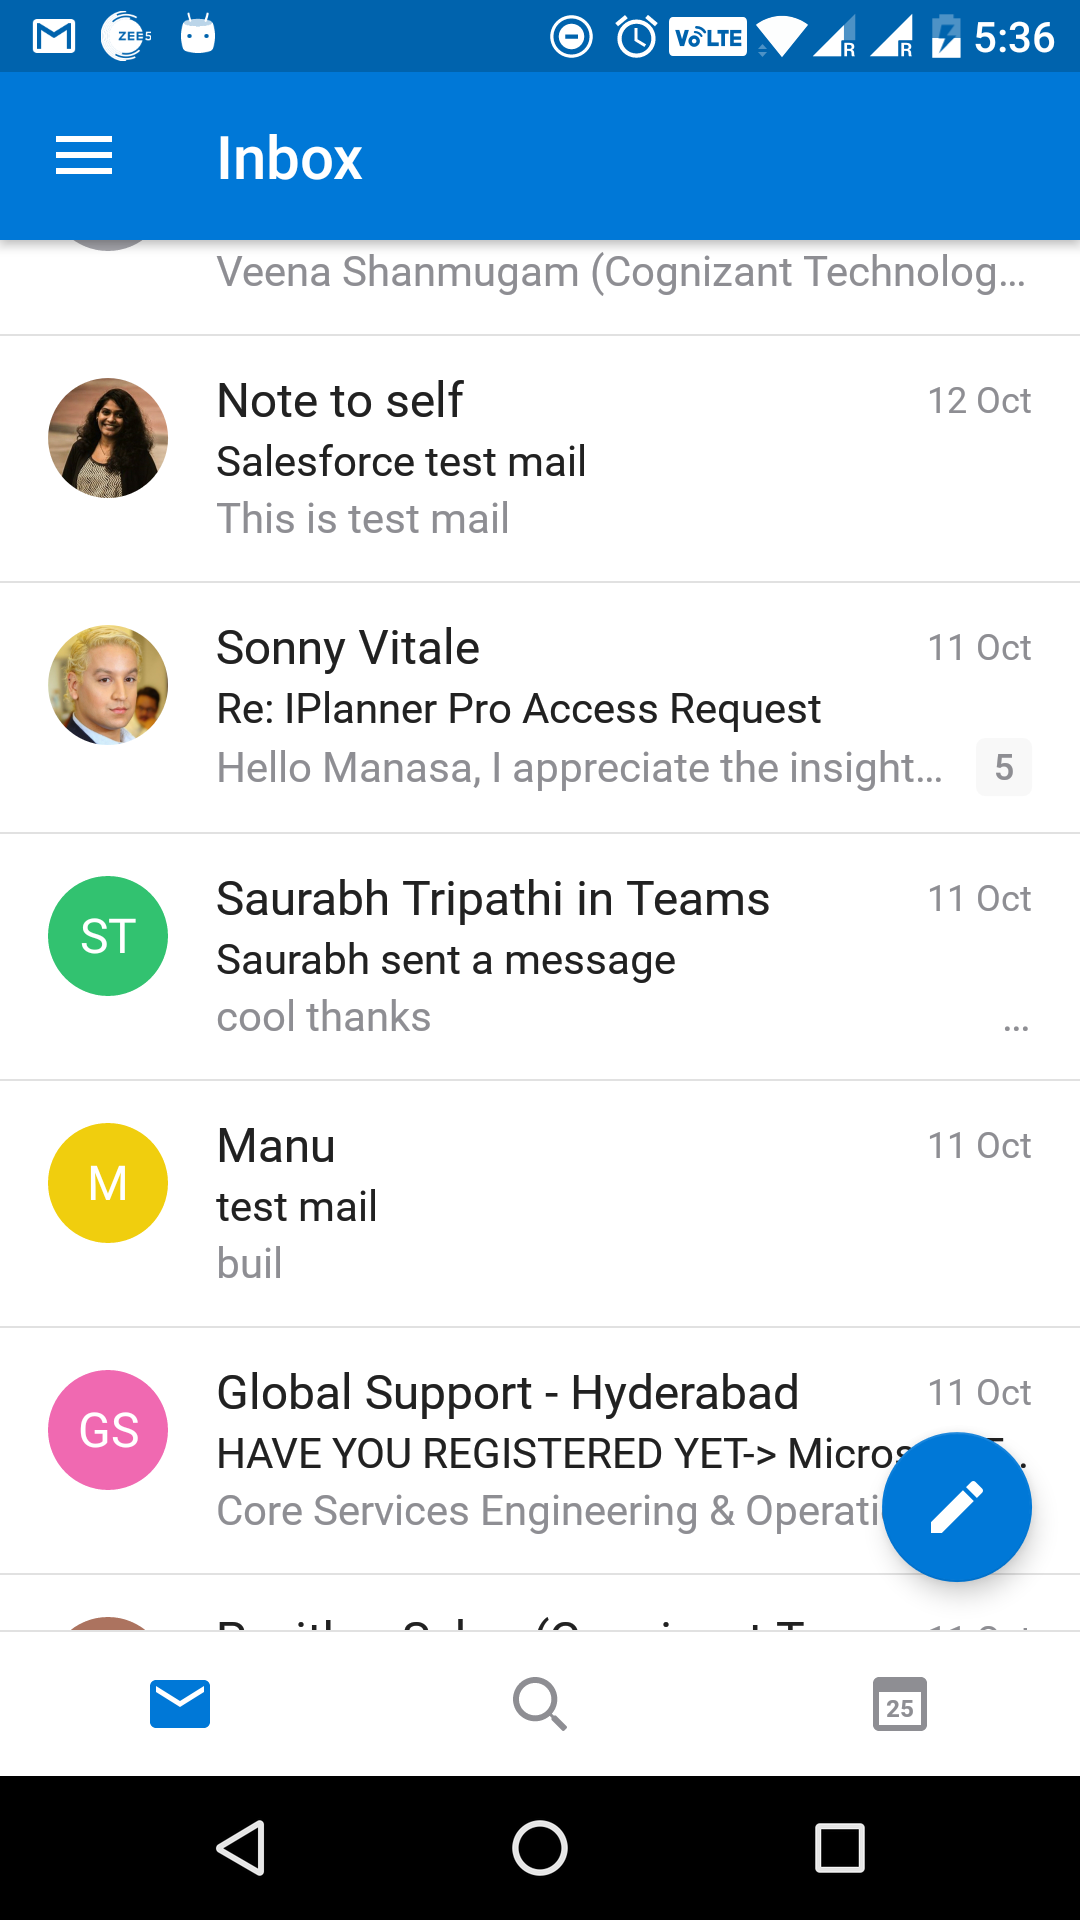 ZEE5
VoLTE
R
R
5:36
Inbox
Veena Shanmugam (Cognizant Technolog...
Note to self
12 Oct
Salesforce test mail
This is test mail
Sonny Vitale
11 Oct
Re: IPlanner Pro Access Request
Hello Manasa, I appreciate the insight...
5
ST
Saurabh Tripathi in Teams
11 Oct
Saurabh sent a message
cool thanks
...
M
Manu
11 Oct
test mail
buil
GS
Global Support - Hyderabad
11 Oct
HAVE YOU REGISTERED YET-> Micros
Core Services Engineering & Operati
25